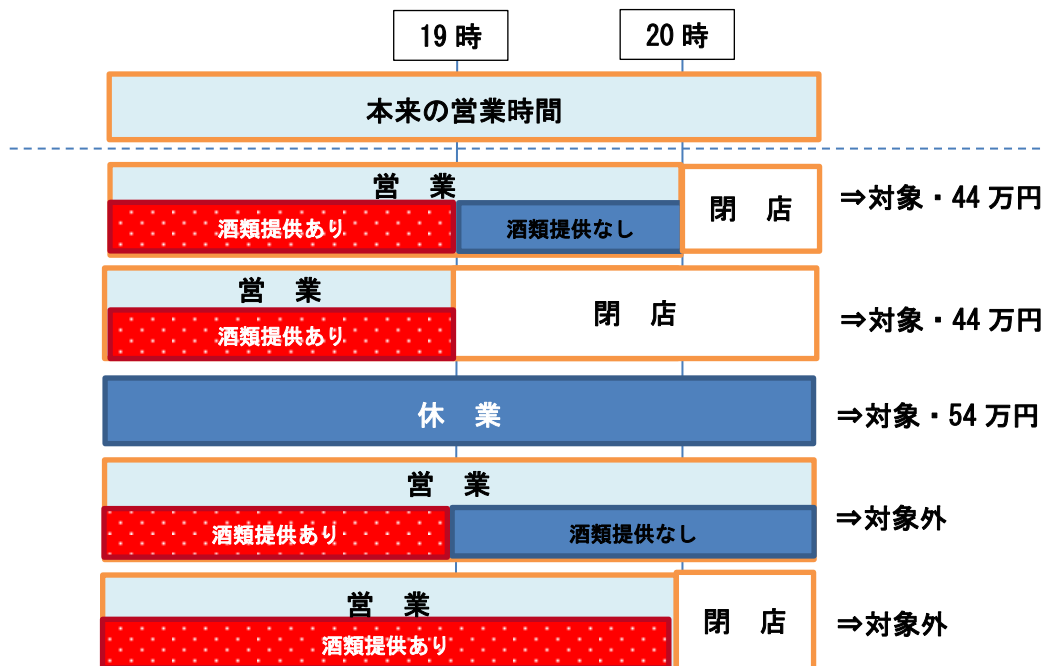 19時 20時
本来の営業時間
営 業
酒類提供あり 酒類提供なし 閉 店 ⇒対象・44万円
営 業
酒類提供あり 閉 店 ⇒対象・44万円
休 業 ⇒対象・54万円
営 業
酒類提供あり 酒類提供なし ⇒対象外
営 業
酒類提供あり 閉 店 ⇒対象外